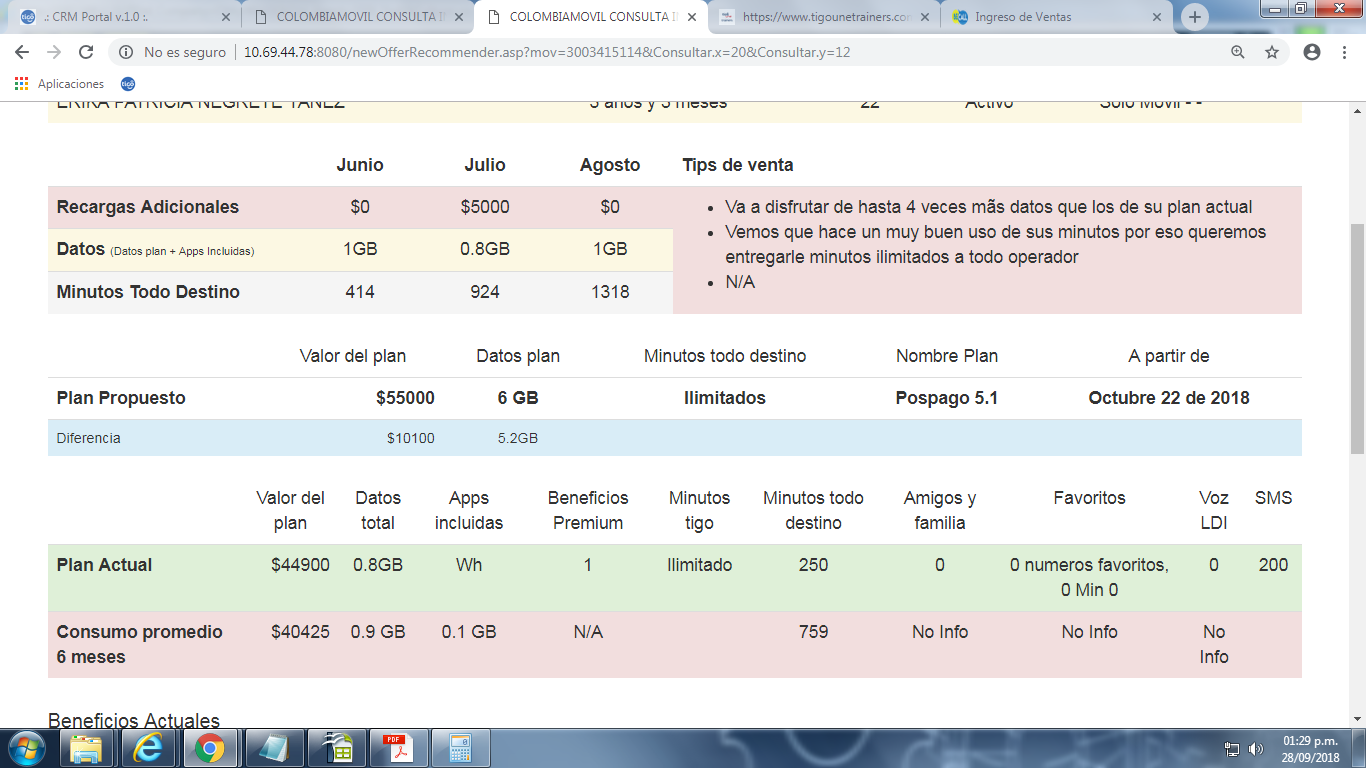 .: CRM Portal v.1.0 :.
COLOMBIAMOVIL CONSULTA
COLOMBIAMOVIL CONSULTA
https://www.tigounetrainers.co
Ingreso de Ventas
No es seguro
10.69.44.78:8080/newOfferRecommender.asp?mov=3003415114&Consultar.x=20&Consultar.y=12
Aplicaciones
ERIKA PATRICIA NEGRETE YANEZ 3 años y 3 meses 22 Activo Solo Movil - -
Junio Julio Agosto Tips de venta
Recargas Adicionales $0 $5000 $0
Va a disfrutar de hasta 4 veces mãs datos que los de su plan actual
Datos (Datos plan + Apps Incluidas) 1GB 0.8GB 1GB
Vemos que hace un muy buen uso de sus minutos por eso queremos
entregarle minutos ilimitados a todo operador
Minutos Todo Destino 414 924 1318
N/A
Valor del plan Datos plan Minutos todo destino Nombre Plan A partir de
Plan Propuesto $55000 6 GB Ilimitados Pospago 5.1 Octubre 22 de 2018
Diferencia $10100 5.2GB
Valor del Datos Apps Beneficios Minutos Minutos todo Amigos y Favoritos Voz SMS
plan total incluidas Premium tigo destino familia LDI
Plan Actual $44900 0.8GB Wh 1 Ilimitado 250 0 0 numeros favoritos, 0 200
0 Min 0
Consumo promedio $40425 0.9 GB 0.1 GB N/A 759 No Info No Info No
6 meses Info
Beneficios Actuales
PDF
01:29 p.m.
28/09/2018